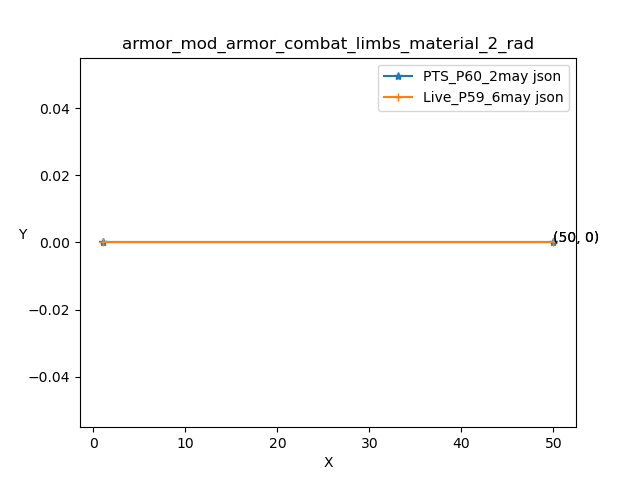 armor_mod_armor_combat_limbs_material_2_rad
PTS_P60_2may json
Live_P59_6may json
0.04
0.02
0.00
−0.02
−0.04
Y
(50, 0)
0
10
20
30
40
50
X